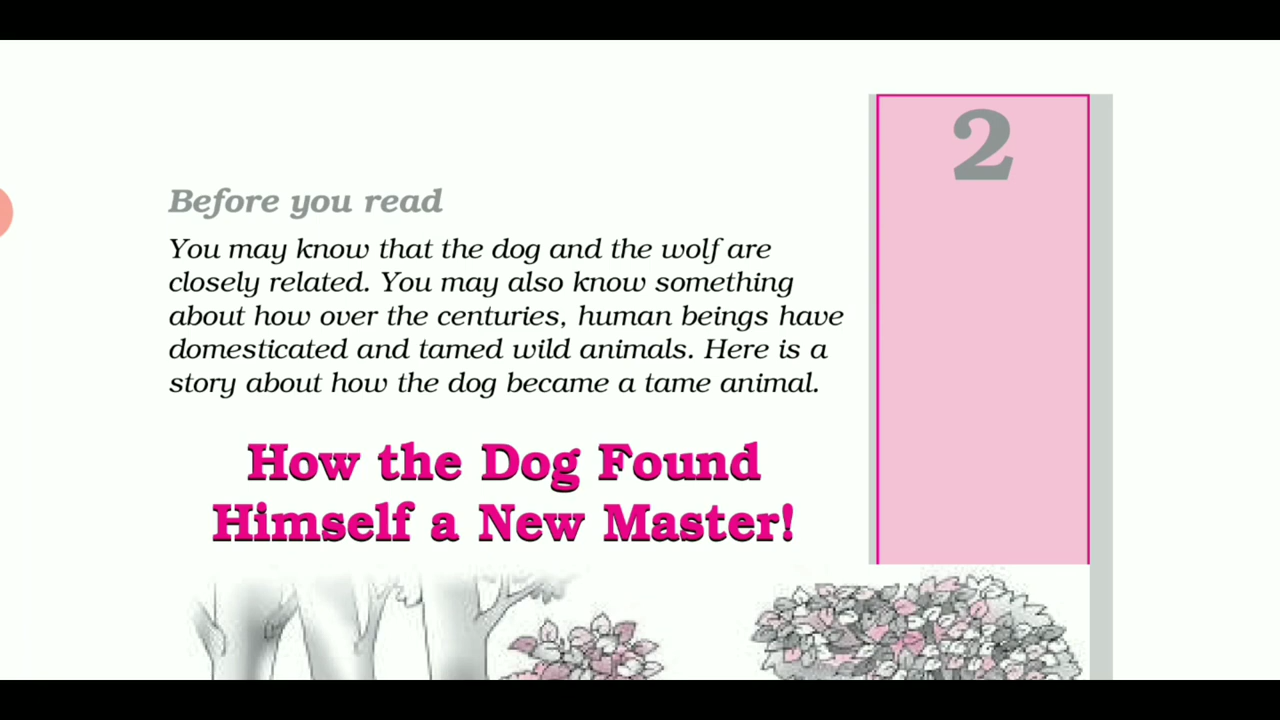 2
Before you read
You may know that the dog and the wolf are
closely related. You may also know something
about how over the centuries, human beings have
domesticated and tamed wild animals. Here is a
story about how the dog became a tame animal.
How the Dog Found
Himself a New Master!